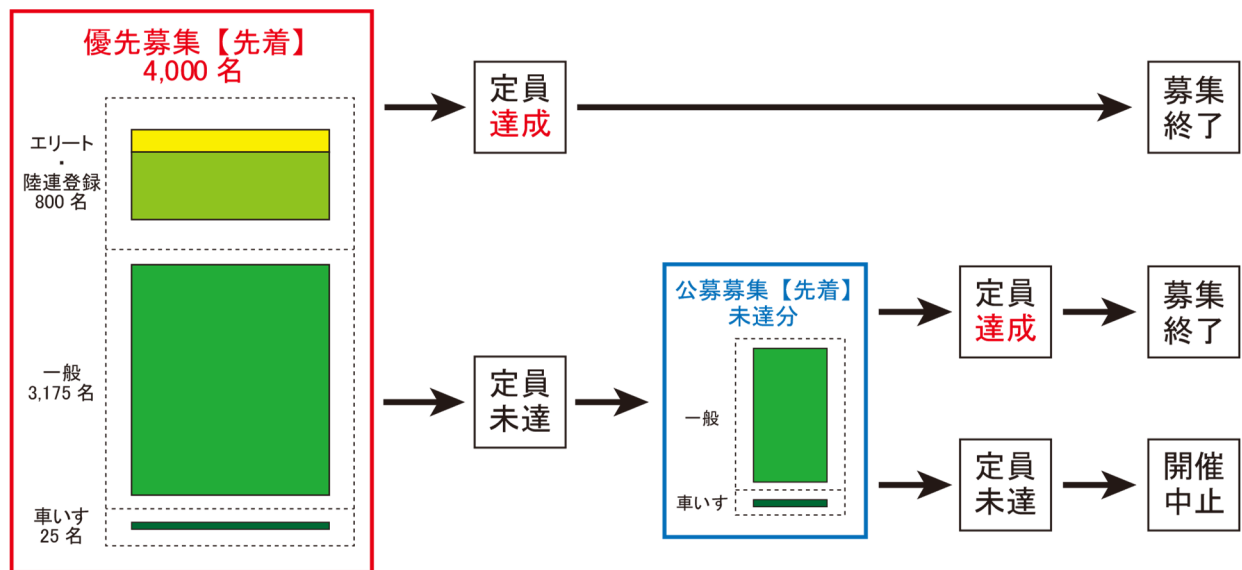 優先募集【先着】
4,000 名
エリート
・
陸連登録
800 名
一般
3,175 名
車いす
25 名
定員
達成
募集
終了
定員
未達
公募募集【先着】
未達分
一般
車いす
定員
達成
募集
終了
定員
未達
開催
中止